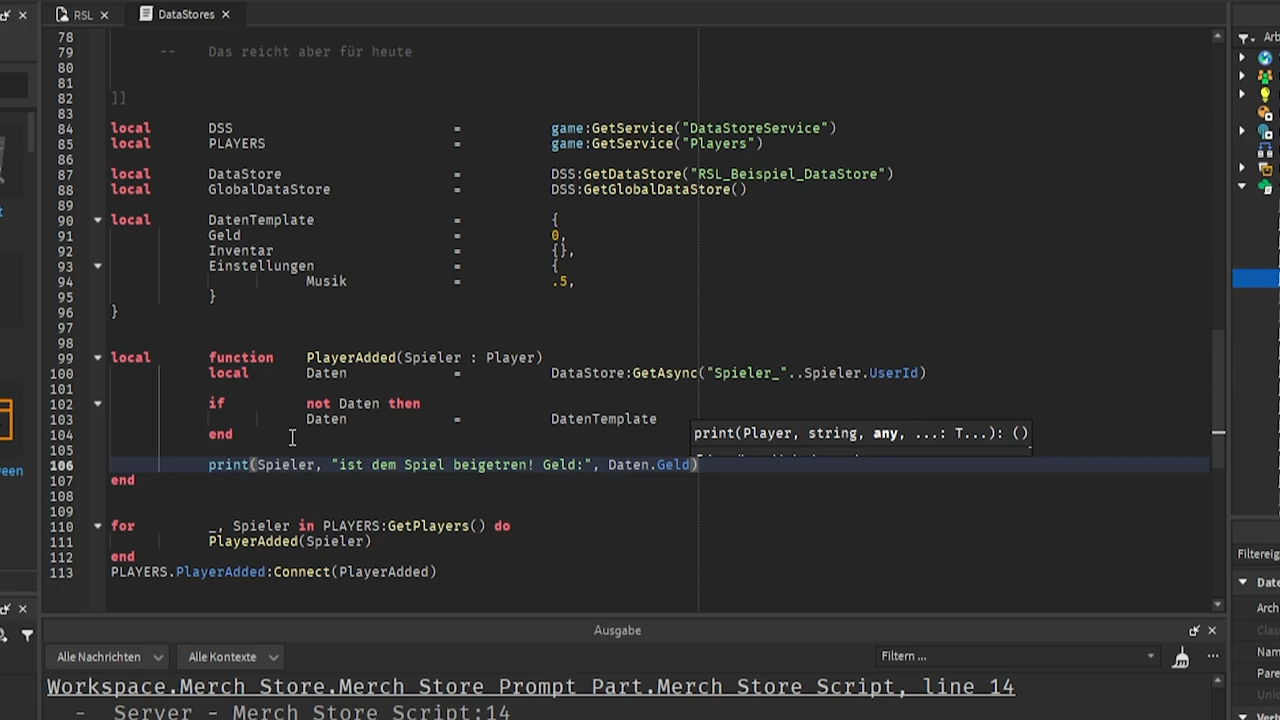 RSL
DataStores
78
79 -- Das reicht aber für heute
80
81
82 ]]
83
84 local DSS = game:GetService("DataStoreService")
85 local PLAYERS = game:GetService("Players")
86
87 local DataStore = DSS:GetDataStore("RSL_Beispiel_DataStore")
88 local GlobalDataStore = DSS:GetGlobalDataStore()
89
90 local DatenTemplate = {
91 Geld = 0,
92 Inventar = {},
93 Einstellungen = {
94 Musik = .5,
95 }
96 }
97
98
99 local function PlayerAdded(Spieler : Player)
100 local Daten = DataStore:GetAsync("Spieler_"..Spieler.UserId)
101
102 if not Daten then
103 Daten = DatenTemplate
104 end
print(Player, string, any, ...: T...): ()
105
106 print(Spieler, "ist dem Spiel beigetren! Geld:", Daten.Geld)
107 end
108
109
110 for _, Spieler in PLAYERS:GetPlayers() do
111 PlayerAdded(Spieler)
112 end
113 PLAYERS.PlayerAdded:Connect(PlayerAdded)
Ausgabe
Alle Nachrichten
Alle Kontexte
Filtern ...
Workspace.Merch Store.Merch Store Prompt Part.Merch Store Script, line 14
- Server - Merch Store Script:14